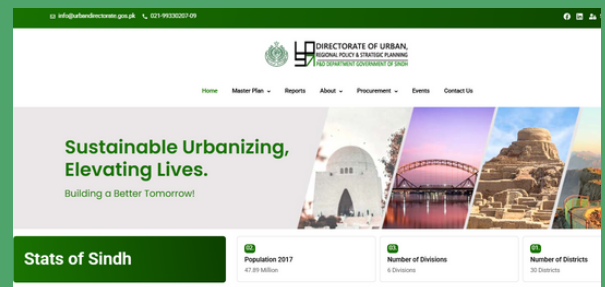 info@urbandirectorate.gos.pk 021-99330207-09
DIRECTORATE OF URBAN,
REGIONAL POLICY & STRATEGIC PLANNING
P&D DEPARTMENT GOVERNMENT OF SINDH
Home Master Plan Reports About Procurement Events Contact Us
Sustainable Urbanizing,
Elevating Lives.
Building a Better Tomorrow!
Stats of Sindh
02.
Population 2017
47.89 Million
03.
Number of Divisions
6 Divisions
01.
Number of Districts
30 Districts